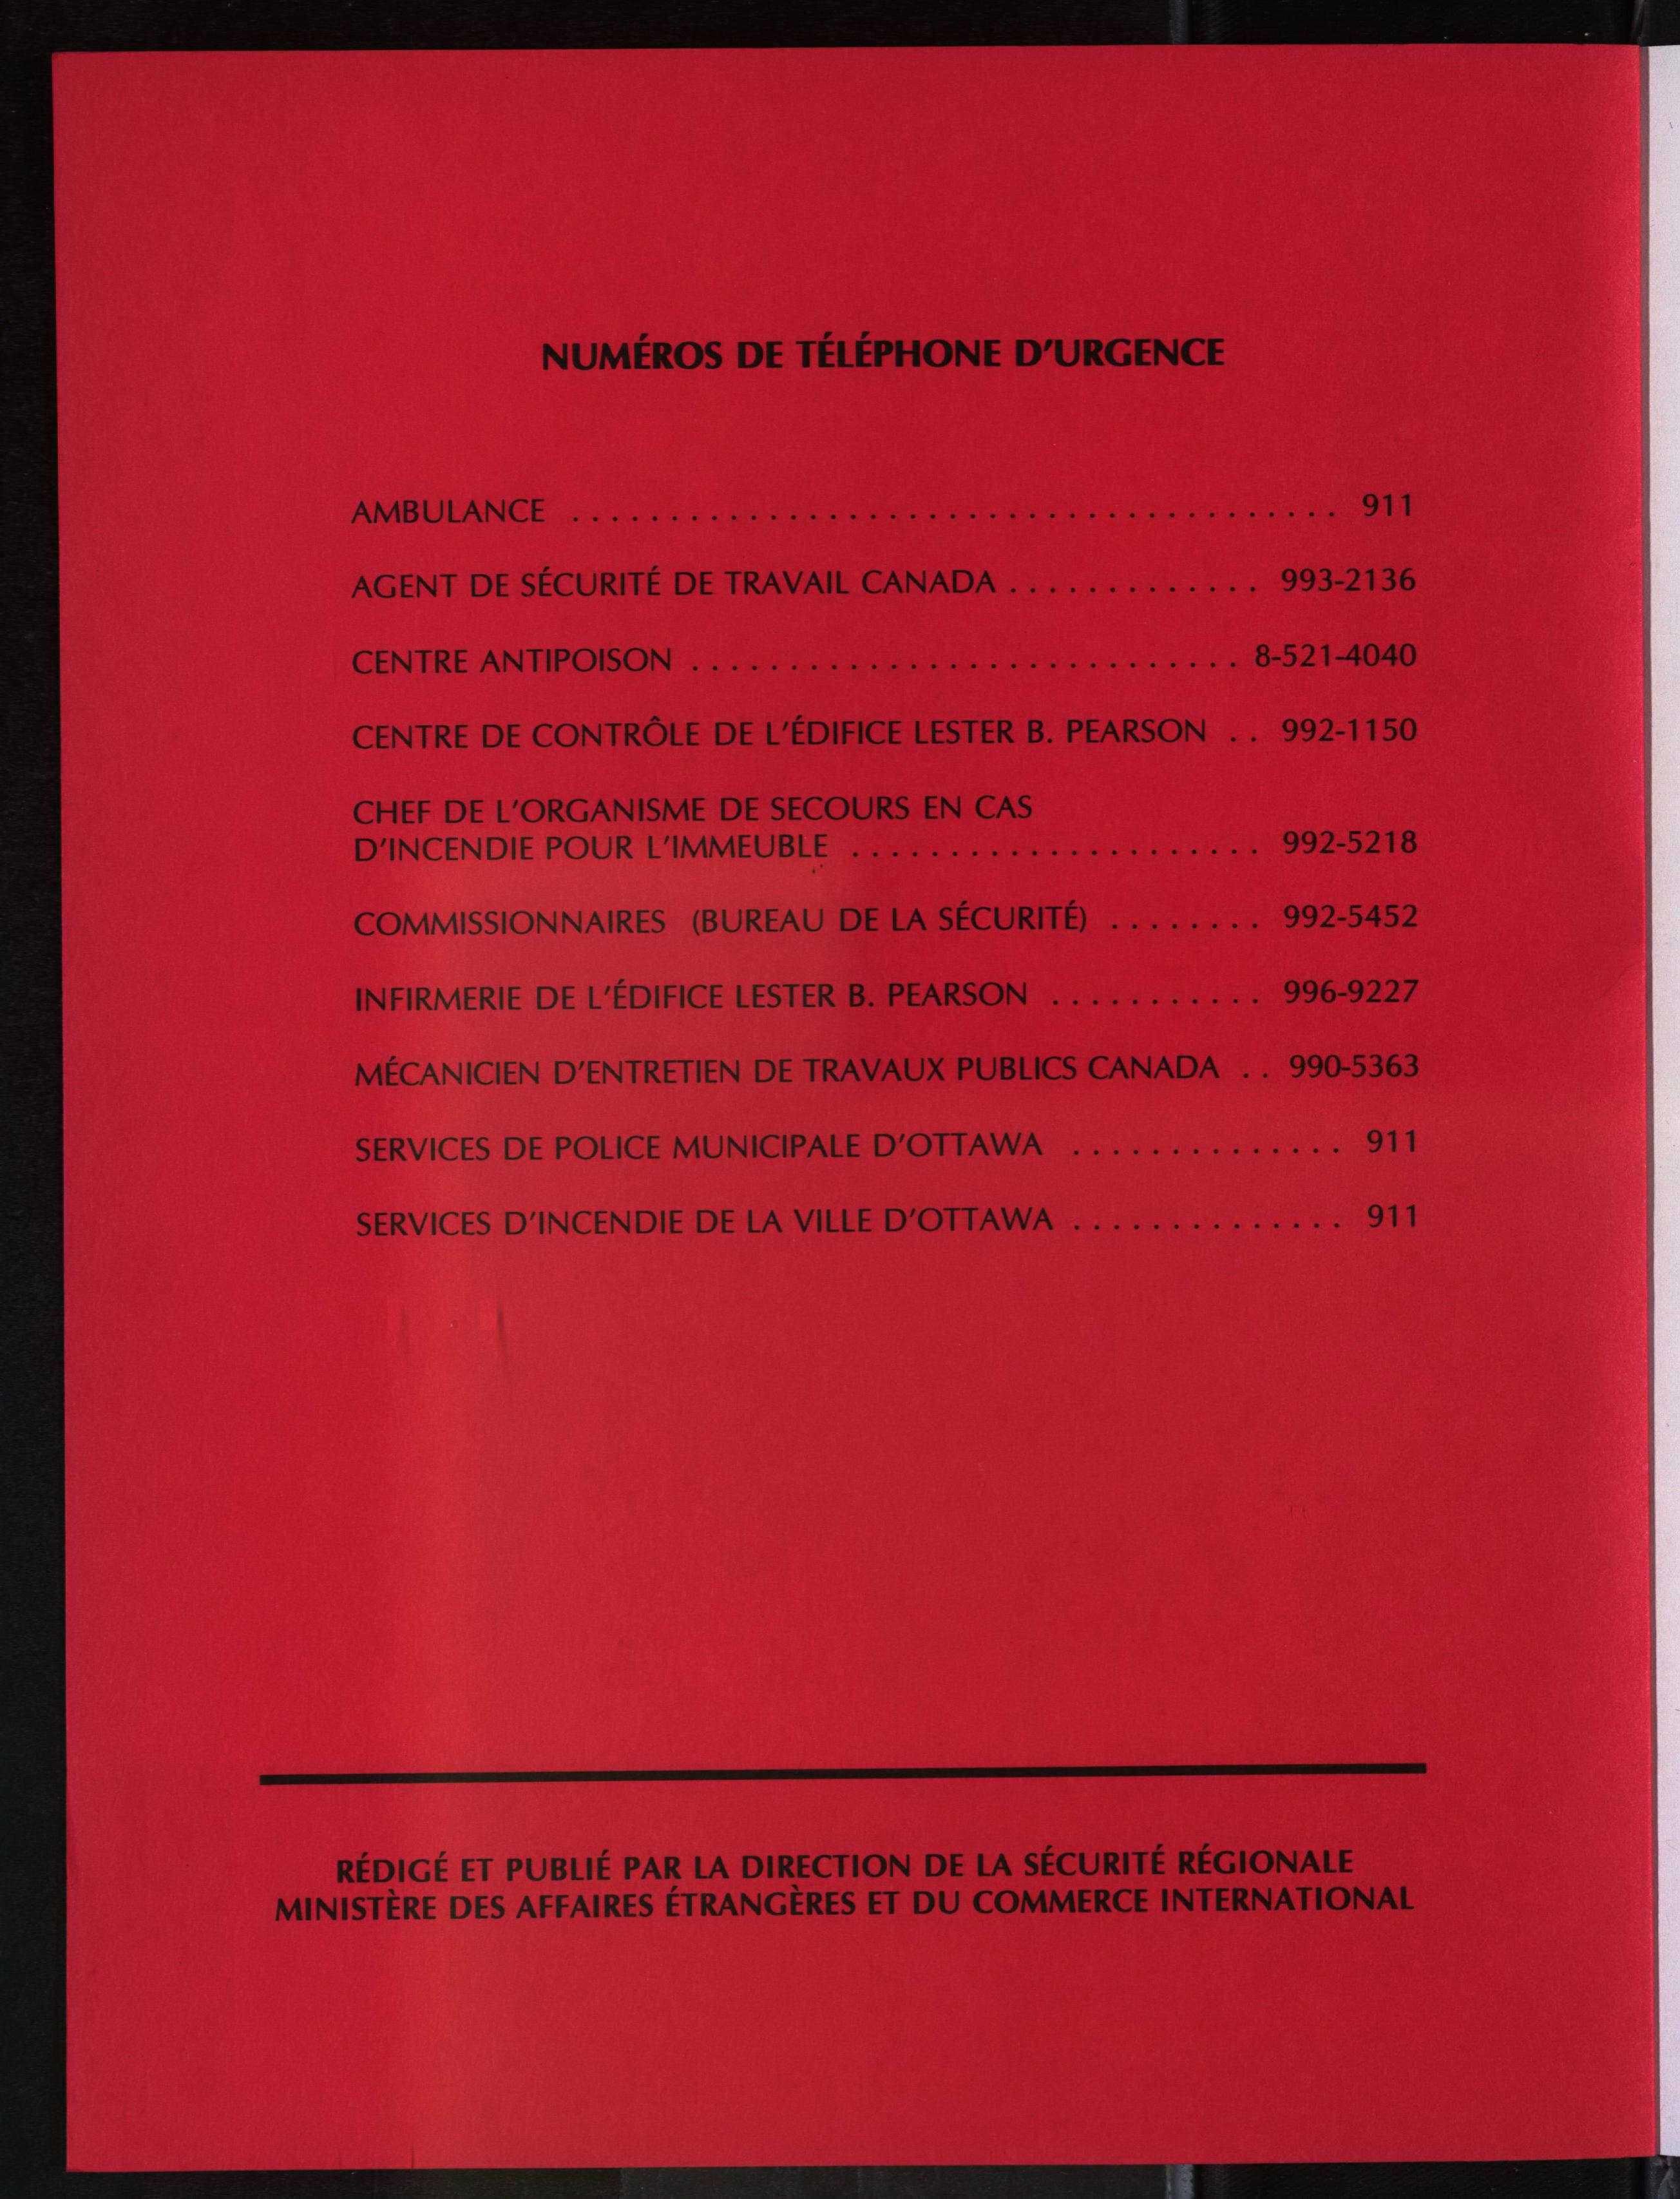 NUMÉROS DE TÉLÉPHONE D'URGENCE
AMBULANCE ....................................... 911
AGENT DE SÉCURITÉ DE TRAVAIL CANADA ............. 993-2136
CENTRE ANTIPOISON ............................ 8-521-4040
CENTRE DE CONTRÔLE DE L'ÉDIFICE LESTER B. PEARSON .. 992-1150
CHEF DE L'ORGANISME DE SECOURS EN CAS
D'INCENDIE POUR L'IMMEUBLE ..................... 992-5218
COMMISSIONNAIRES (BUREAU DE LA SÉCURITÉ) ........ 992-5452
INFIRMERIE DE L'ÉDIFICE LESTER B. PEARSON ........... 996-9227
MÉCANICIEN D'ENTRETIEN DE TRAVAUX PUBLICS CANADA .. 990-5363
SERVICES DE POLICE MUNICIPALE D'OTTAWA .............. 911
SERVICES D'INCENDIE DE LA VILLE D'OTTAWA .............. 911
RÉDIGÉ ET PUBLIÉ PAR LA DIRECTION DE LA SÉCURITÉ RÉGIONALE
MINISTÈRE DES AFFAIRES ÉTRANGÈRES ET DU COMMERCE INTERNATIONAL